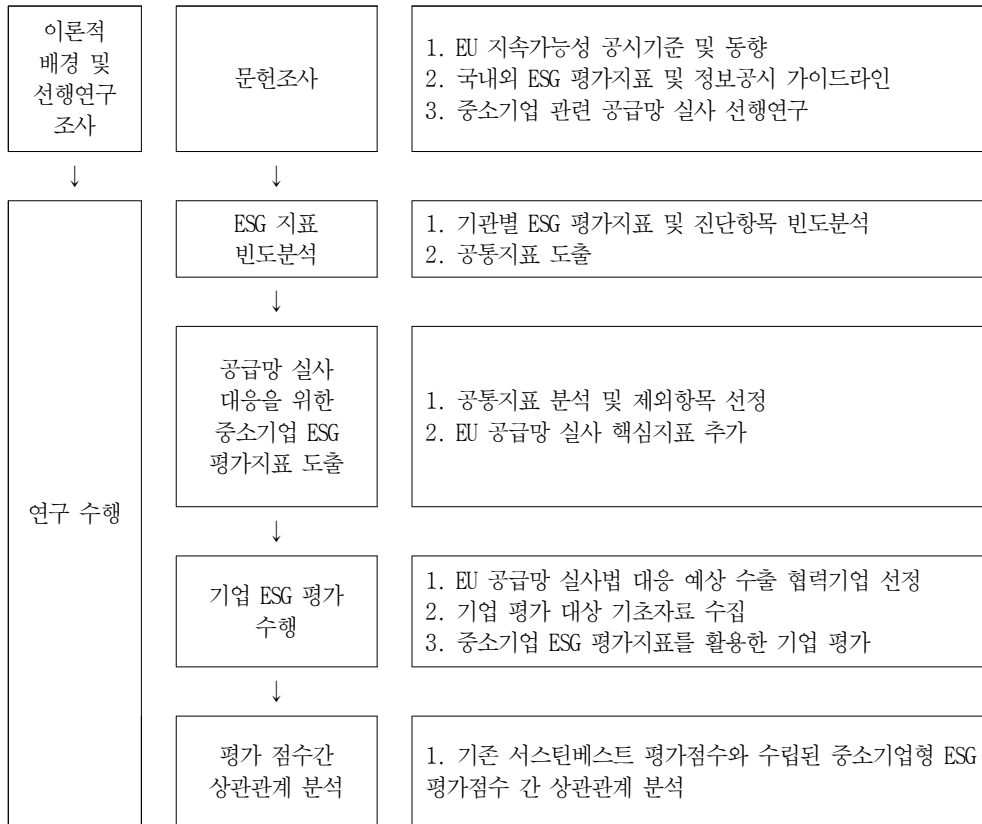 이론적
배경 및
선행연구
조사
문헌조사
1. EU 지속가능성 공시기준 및 동향
2. 국내외 ESG 평가지표 및 정보공시 가이드라인
3. 중소기업 관련 공급망 실사 선행연구
↓
↓
연구 수행
ESG 지표
빈도분석
1. 기관별 ESG 평가지표 및 진단항목 빈도분석
2. 공통지표 도출
↓
공급망 실사
대응을 위한
중소기업 ESG
평가지표 도출
1. 공통지표 분석 및 제외항목 선정
2. EU 공급망 실사 핵심지표 추가
↓
기업 ESG 평가
수행
1. EU 공급망 실사법 대응 예상 수출 협력기업 선정
2. 기업 평가 대상 기초자료 수집
3. 중소기업 ESG 평가지표를 활용한 기업 평가
↓
평가 점수간
상관관계 분석
1. 기존 서스틴베스트 평가점수와 수립된 중소기업형 ESG
평가점수 간 상관관계 분석